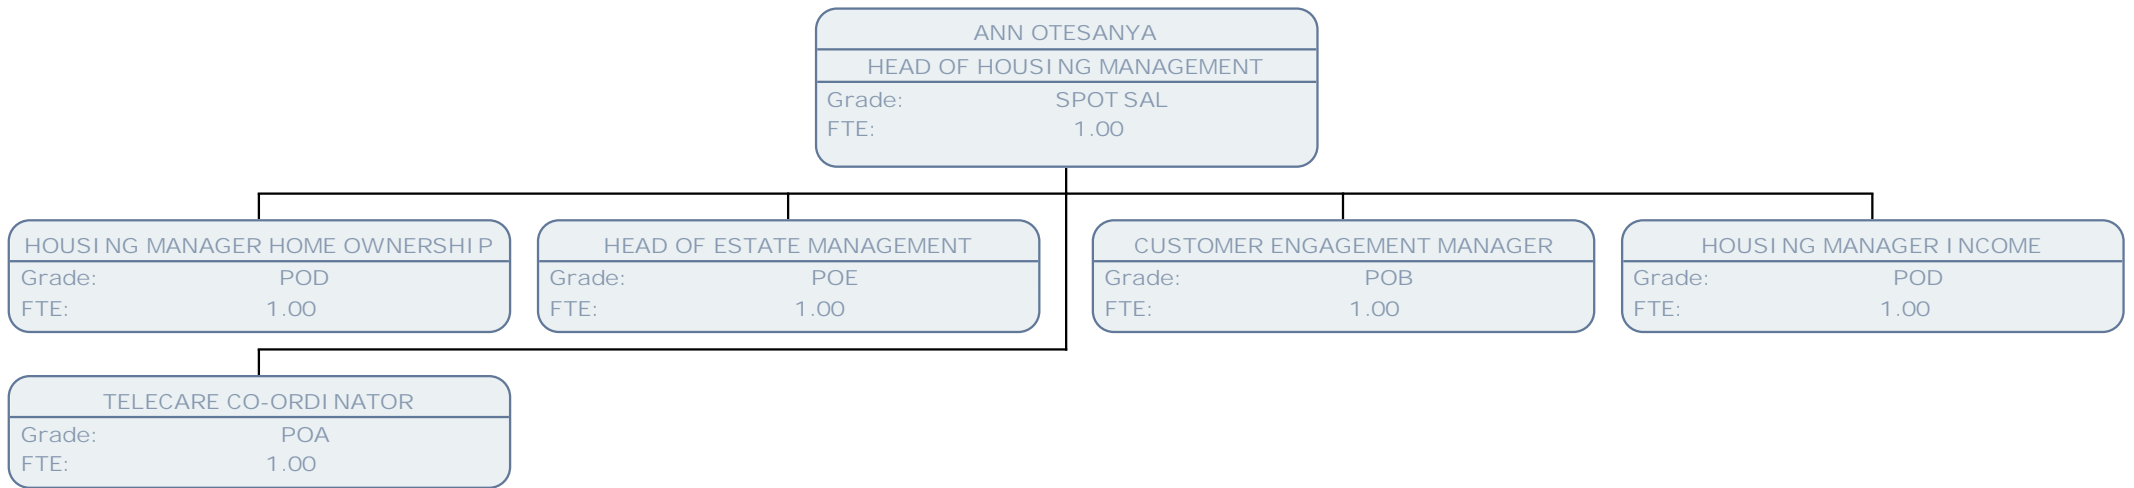 ANN OTESANYA
HEAD OF HOUSING MANAGEMENT
Grade: SPOT SAL
FTE: 1.00
HOUSING MANAGER HOME OWNERSHIP
Grade: POD
FTE: 1.00
HEAD OF ESTATE MANAGEMENT
Grade: POE
FTE: 1.00
CUSTOMER ENGAGEMENT MANAGER
Grade: POB
FTE: 1.00
HOUSING MANAGER INCOME
Grade: POD
FTE: 1.00
TELECARE CO-ORDINATOR
Grade: POA
FTE: 1.00